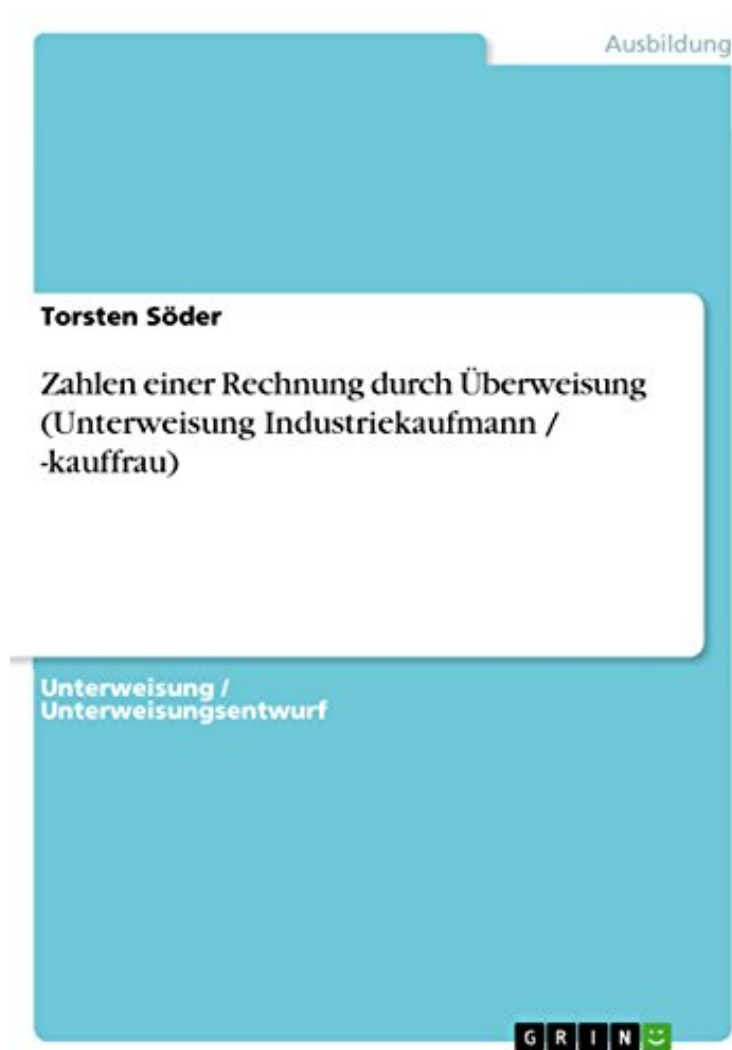 Ausbildung
Torsten Söder
Zahlen einer Rechnung durch Überweisung
(Unterweisung Industriekaufmann /
-kauffrau)
Unterweisung /
Unterweisungsentwurf
GRIN